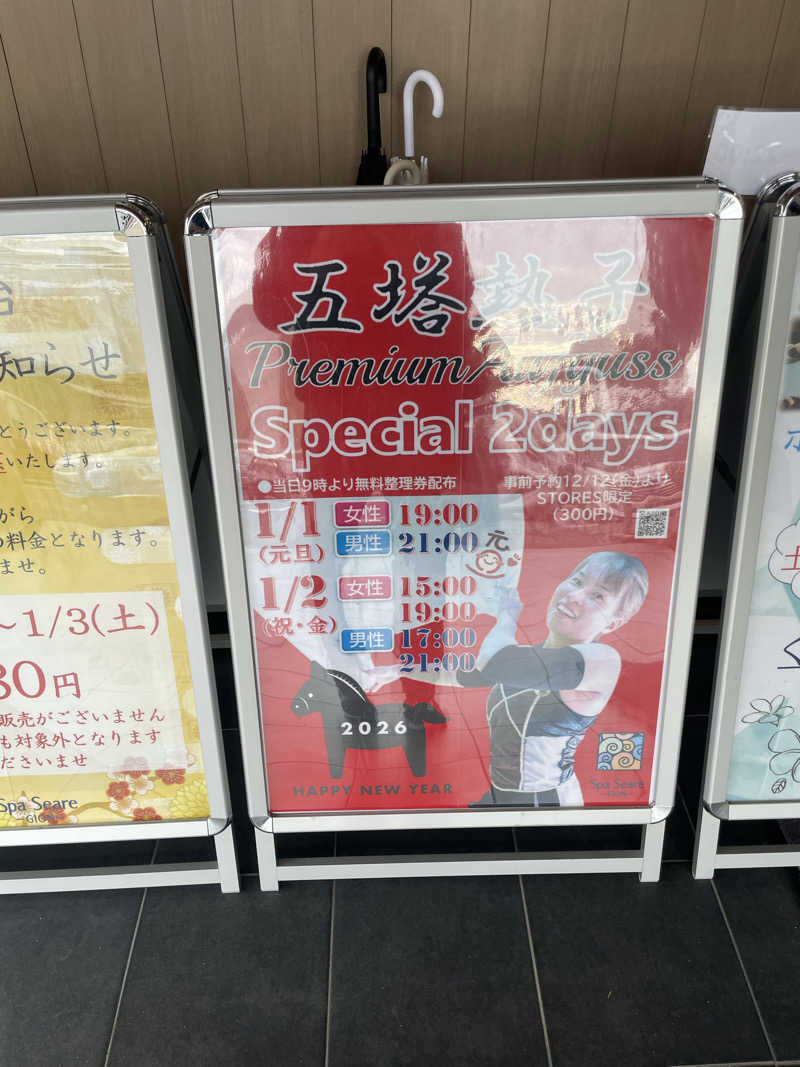 五塔熱子
Premium Aufguss
Special 2days
●当日9時より無料整理券配布
事前予約12/12(金)より
STORES限定
(300円)
1/1
(元旦)
女性 19:00
男性 21:00
1/2
(祝・金)
女性 15:00
19:00
男性 17:00
21:00
元
2026
HAPPY NEW YEAR
Spa Seare
GION
知らせ
とうございます。
いたします。
がら
料金となります。
ませ。
～1/3(土)
80円
販売がございません
も対象外となります
ださいませ
Spa Seare
GION
土